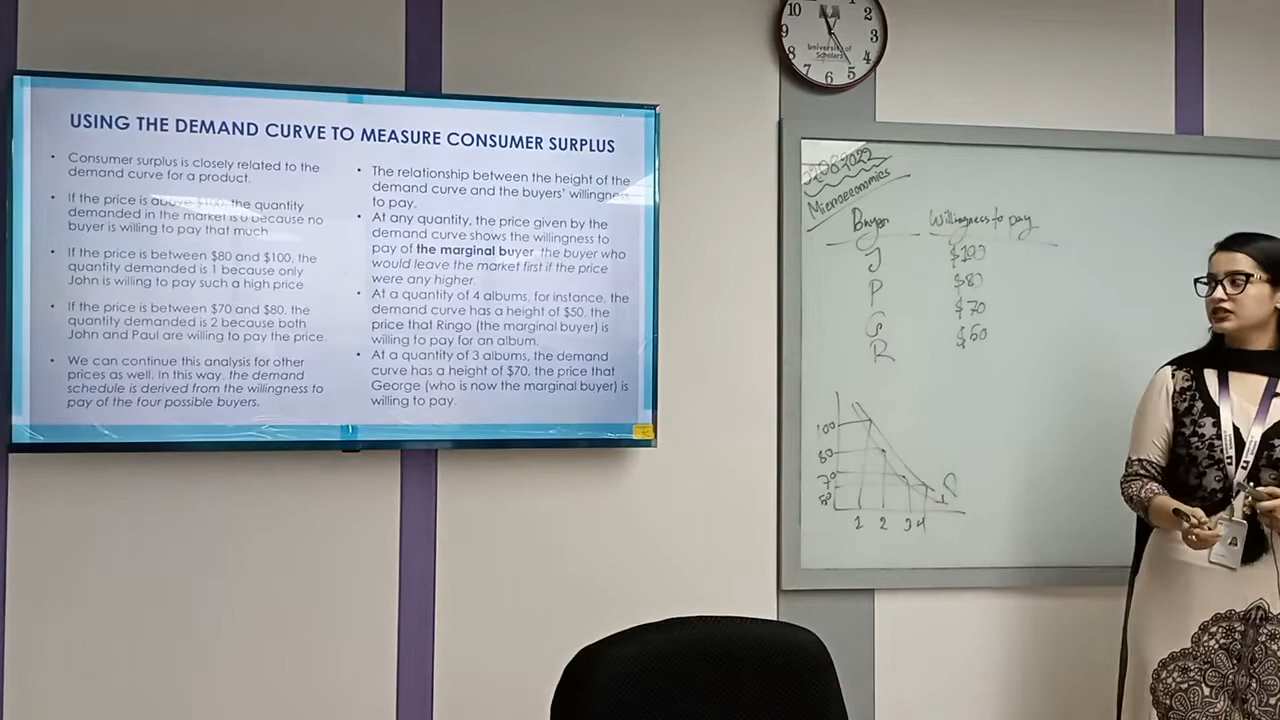 USING THE DEMAND CURVE TO MEASURE CONSUMER SURPLUS
• Consumer surplus is closely related to the
demand curve for a product.
• If the price is above $100, the quantity
demanded in the market is 0 because no
buyer is willing to pay that much.
• If the price is between $80 and $100, the
quantity demanded is 1 because only
John is willing to pay such a high price
• If the price is between $70 and $80, the
quantity demanded is 2 because both
John and Paul are willing to pay the price.
• We can continue this analysis for other
prices as well. In this way, the demand
schedule is derived from the willingness to
pay of the four possible buyers.
• The relationship between the height of the
demand curve and the buyers' willingness
to pay.
• At any quantity, the price given by the
demand curve shows the willingness to
pay of the marginal buyer, the buyer who
would leave the market first if the price
were any higher.
• At a quantity of 4 albums, for instance, the
demand curve has a height of $50, the
price that Ringo (the marginal buyer) is
willing to pay for an album.
• At a quantity of 3 albums, the demand
curve has a height of $70, the price that
George (who is now the marginal buyer) is
willing to pay.
10 1 2
9 3
8 4
7 6 5
University of
Scholars
Microeconomics
Buyer Willingness to pay
J $100
P $80
G $70
R $50
100
80
70
50
1 2 3 4